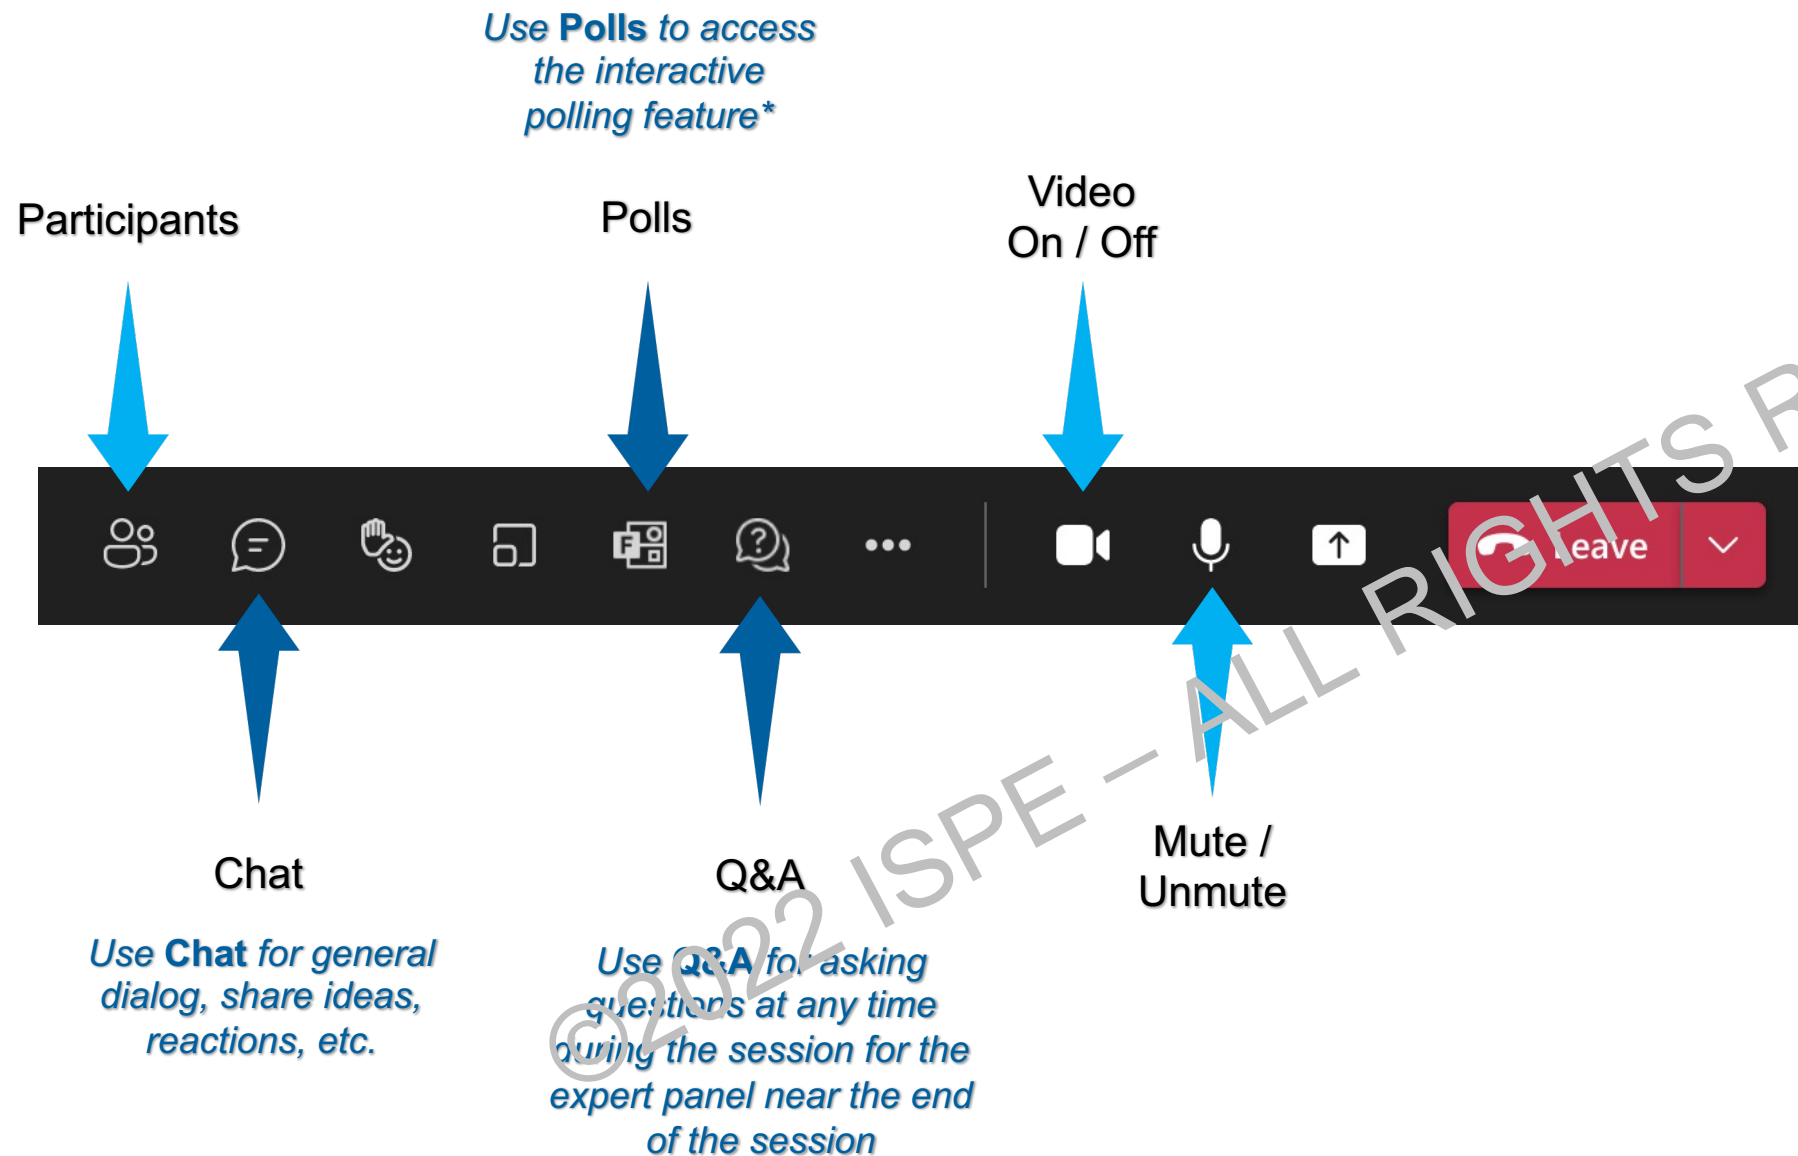 Use Polls to access
the interactive
polling feature*
Participants
Polls
Video
On / Off
F
Leave
Chat
Q&A
Mute /
Unmute
Use Chat for general
dialog, share ideas,
reactions, etc.
Use Q&A for asking
questions at any time
during the session for the
expert panel near the end
of the session
©2022 ISPE – ALL RIGHTS R